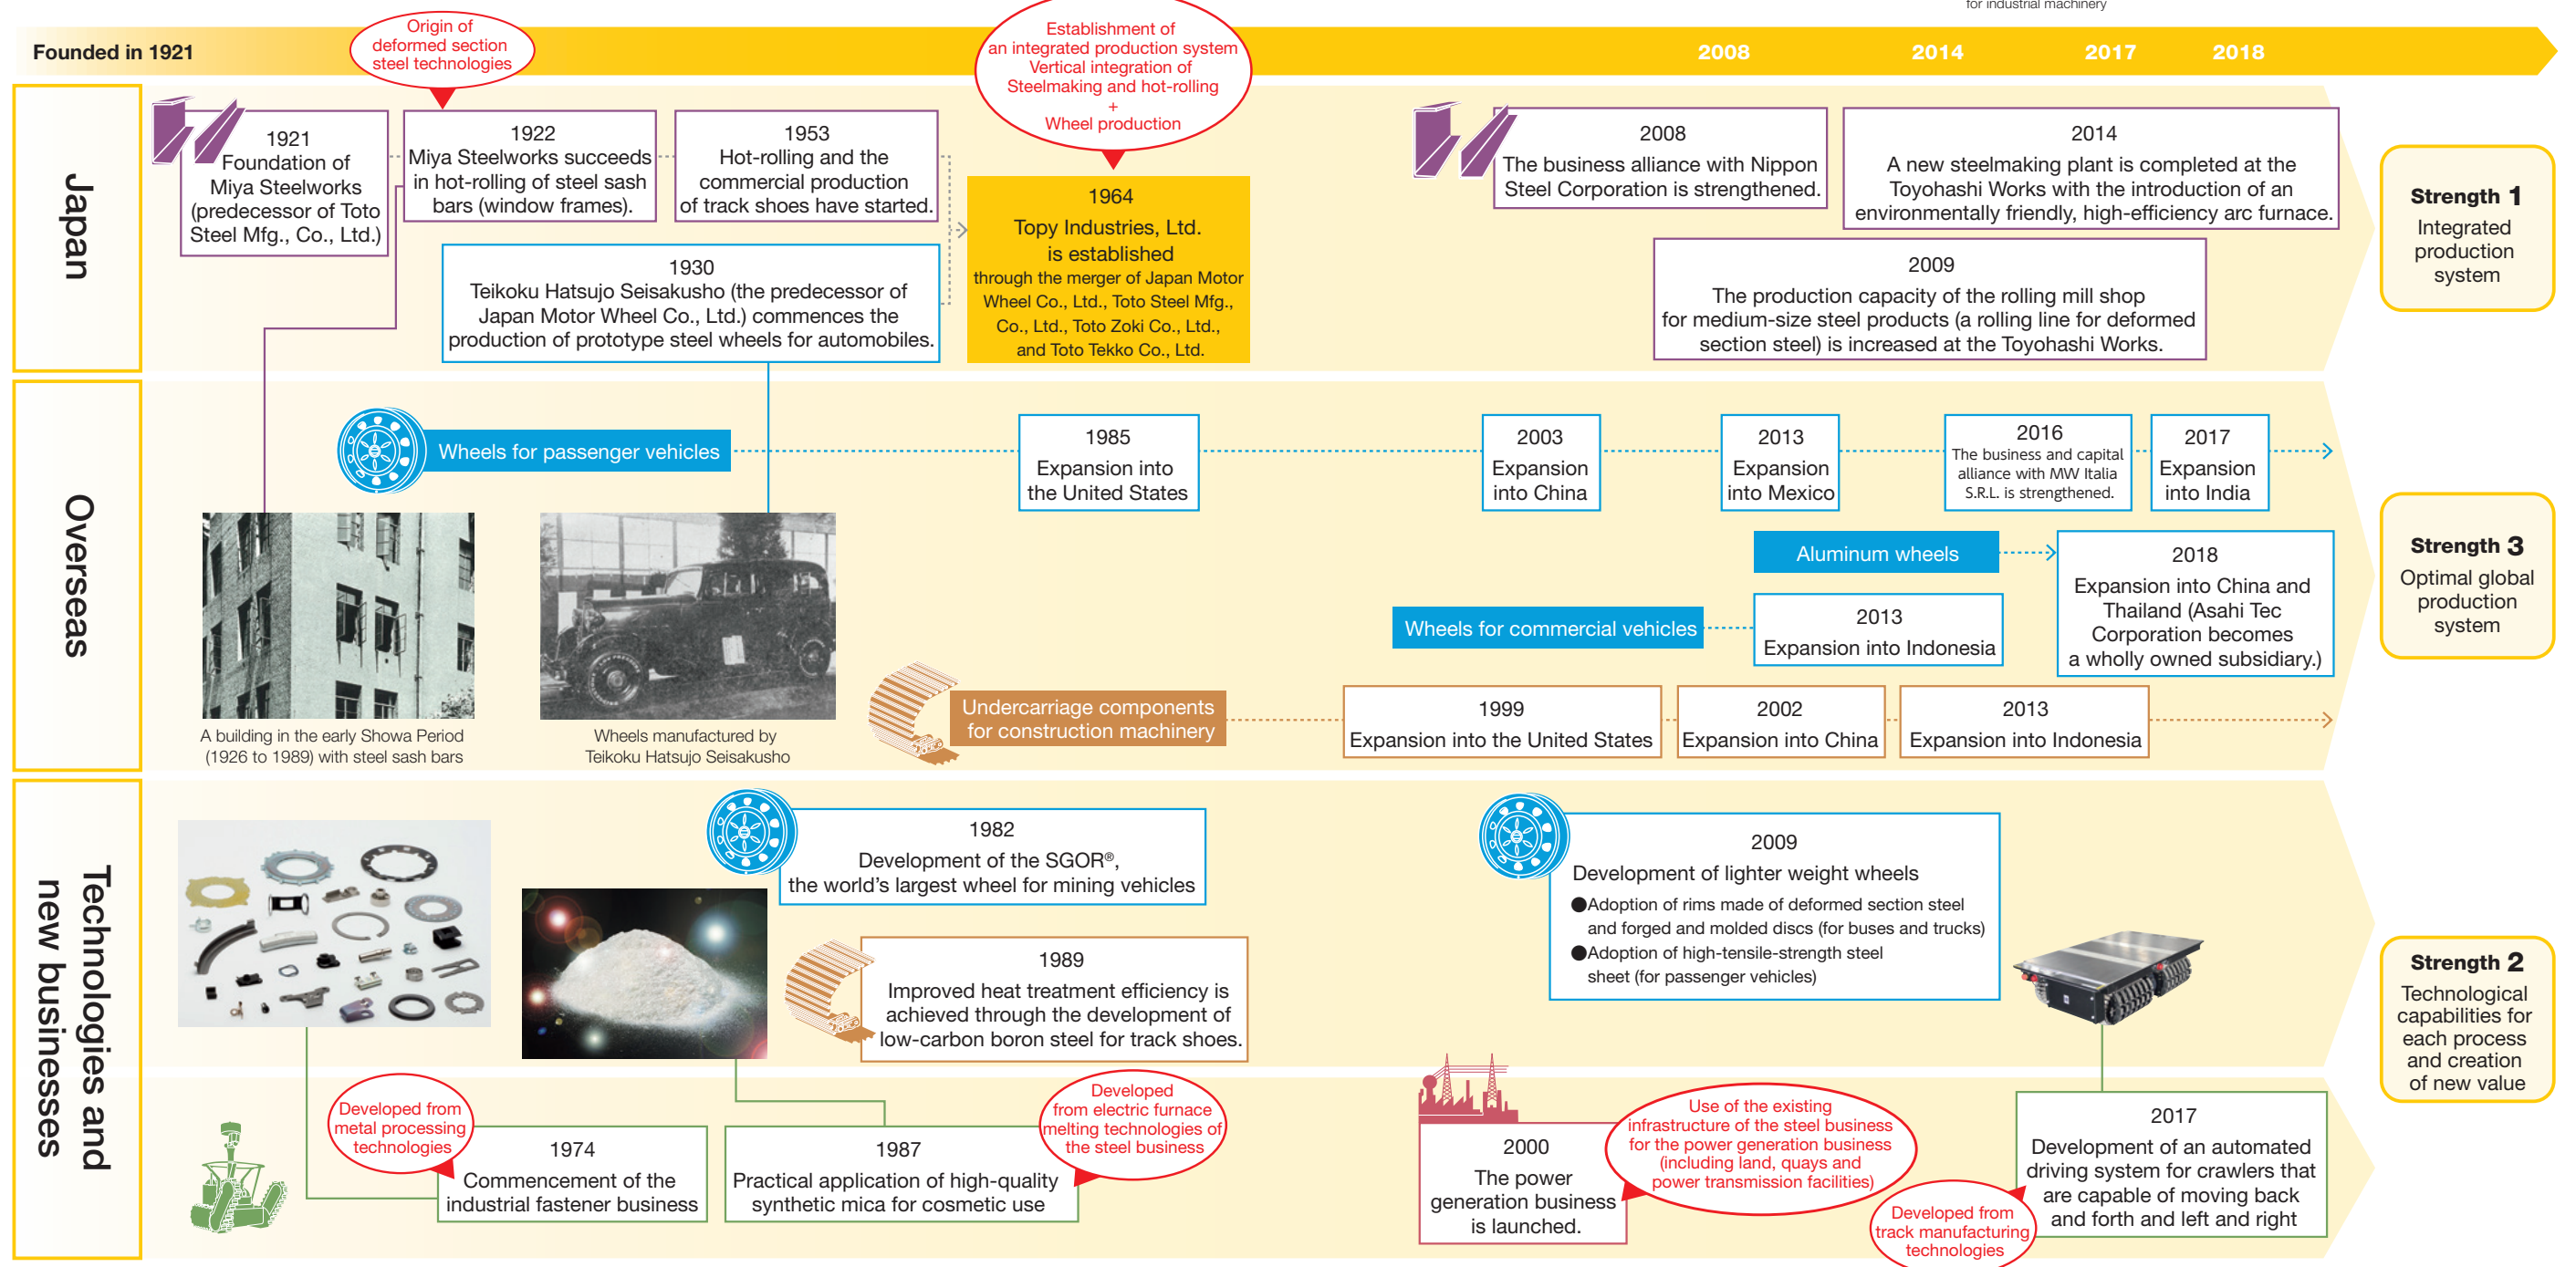 for industrial machinery
Founded in 1921
2008
2014
2017
2018
Origin of
deformed section
steel technologies
Establishment of
an integrated production system
Vertical integration of
Steelmaking and hot-rolling
+
Wheel production
Japan
1921
Foundation of
Miya Steelworks
(predecessor of Toto
Steel Mfg., Co., Ltd.)
1922
Miya Steelworks succeeds
in hot-rolling of steel sash
bars (window frames).
1953
Hot-rolling and the
commercial production
of track shoes have started.
1930
Teikoku Hatsujo Seisakusho (the predecessor of
Japan Motor Wheel Co., Ltd.) commences the
production of prototype steel wheels for automobiles.
1964
Topy Industries, Ltd.
is established
through the merger of Japan Motor
Wheel Co., Ltd., Toto Steel Mfg.,
Co., Ltd., Toto Zoki Co., Ltd.,
and Toto Tekko Co., Ltd.
2008
The business alliance with Nippon
Steel Corporation is strengthened.
2014
A new steelmaking plant is completed at the
Toyohashi Works with the introduction of an
environmentally friendly, high-efficiency arc furnace.
2009
The production capacity of the rolling mill shop
for medium-size steel products (a rolling line for deformed
section steel) is increased at the Toyohashi Works.
Strength 1
Integrated
production
system
Overseas
Wheels for passenger vehicles
1985
Expansion into
the United States
2003
Expansion
into China
2013
Expansion
into Mexico
2016
The business and capital
alliance with MW Italia
S.R.L. is strengthened.
2017
Expansion
into India
Aluminum wheels
2018
Expansion into China and
Thailand (Asahi Tec
Corporation becomes
a wholly owned subsidiary.)
Wheels for commercial vehicles
2013
Expansion into Indonesia
Undercarriage components
for construction machinery
1999
Expansion into the United States
2002
Expansion into China
2013
Expansion into Indonesia
A building in the early Showa Period
(1926 to 1989) with steel sash bars
Wheels manufactured by
Teikoku Hatsujo Seisakusho
Strength 3
Optimal global
production
system
Technologies and
new businesses
1982
Development of the SGOR®,
the world's largest wheel for mining vehicles
1989
Improved heat treatment efficiency is
achieved through the development of
low-carbon boron steel for track shoes.
2009
Development of lighter weight wheels
●Adoption of rims made of deformed section steel
and forged and molded discs (for buses and trucks)
●Adoption of high-tensile-strength steel
sheet (for passenger vehicles)
Developed from
metal processing
technologies
1974
Commencement of the
industrial fastener business
1987
Practical application of high-quality
synthetic mica for cosmetic use
Developed
from electric furnace
melting technologies of
the steel business
2000
The power
generation business
is launched.
Use of the existing
infrastructure of the steel business
for the power generation business
(including land, quays and
power transmission facilities)
Developed from
track manufacturing
technologies
2017
Development of an automated
driving system for crawlers that
are capable of moving back
and forth and left and right
Strength 2
Technological
capabilities for
each process
and creation
of new value